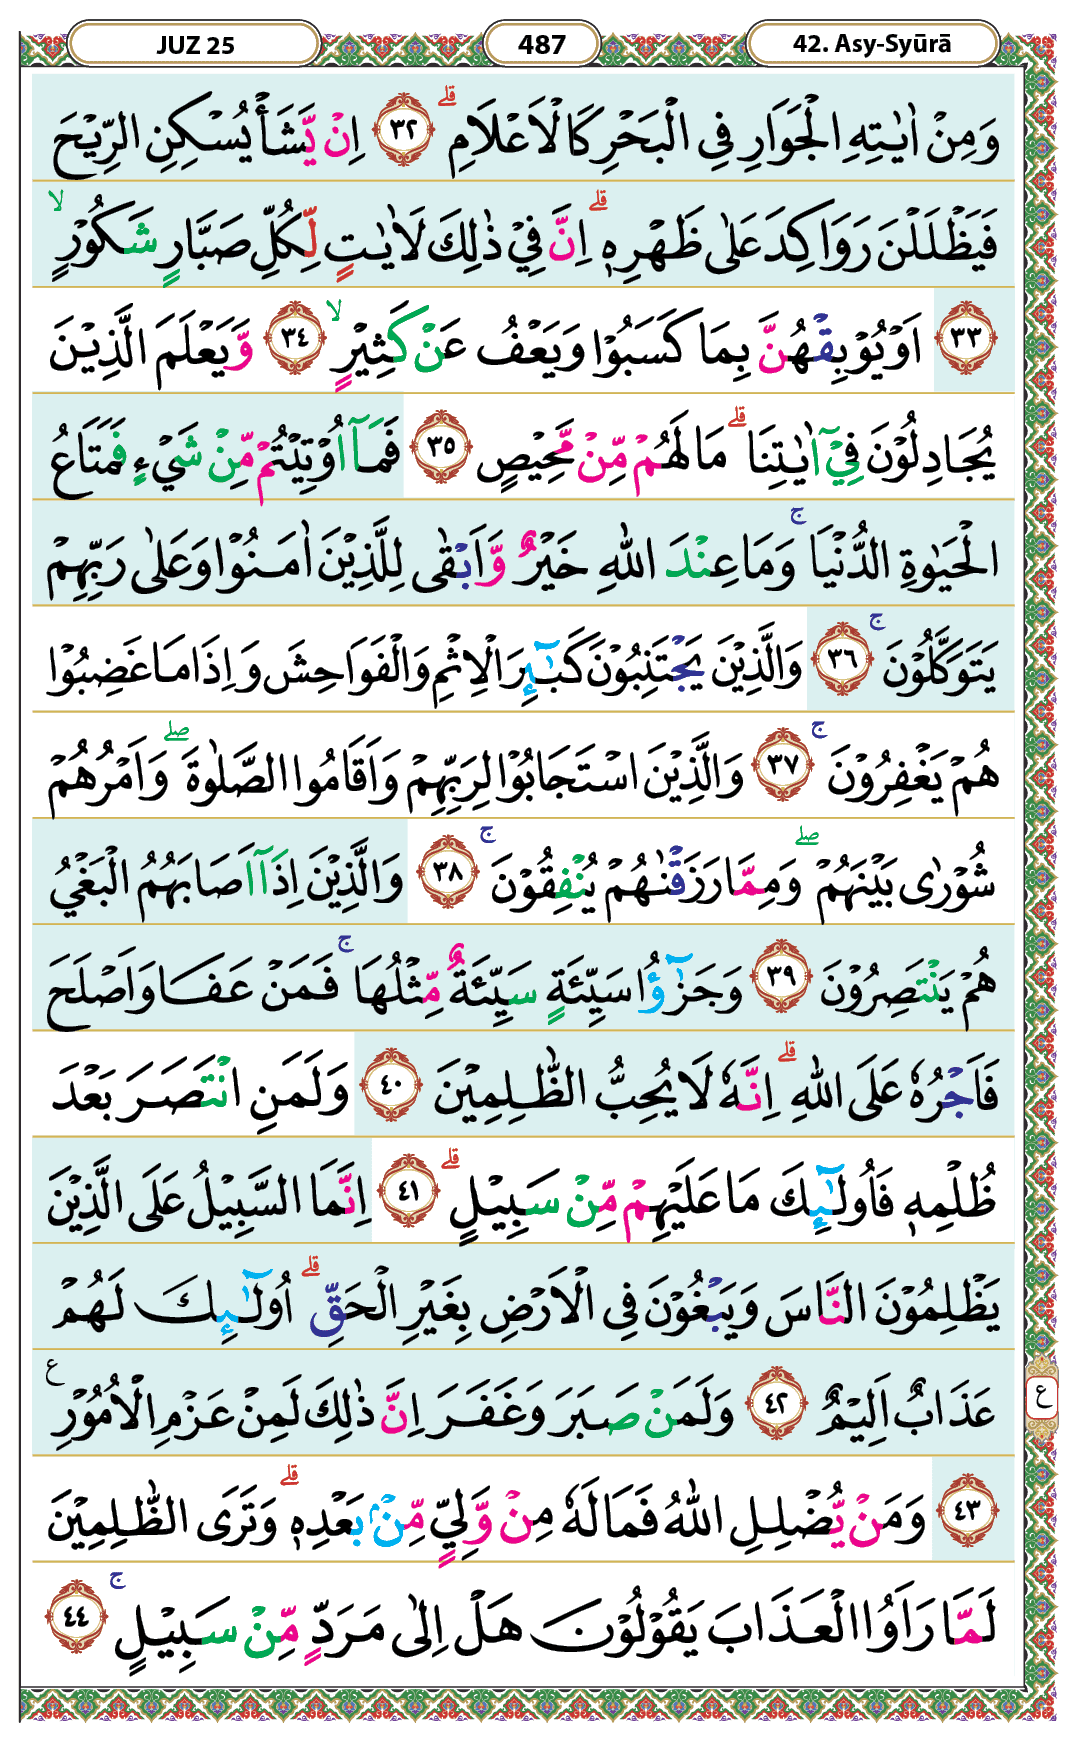 JUZ 25
487
42. Asy-Syūrā
وَمِنْ اٰيٰتِهِ الْجَوَارِ فِى الْبَحْرِ كَالْاَعْلَامِ ۗ ٣٢ اِنْ يَّشَأْ يُسْكِنِ الرِّيْحَ
فَيَظْلَلْنَ رَوَاكِدَ عَلٰى ظَهْرِهٖ ۗ اِنَّ فِيْ ذٰلِكَ لَاٰيٰتٍ لِّكُلِّ صَبَّارٍ شَكُوْرٍ ۙ
٣٣ اَوْ يُوْبِقْهُنَّ بِمَا كَسَبُوْا وَيَعْفُ عَنْ كَثِيْرٍ ۙ ٣٤ وَّيَعْلَمَ الَّذِيْنَ
يُجَادِلُوْنَ فِيْٓ اٰيٰتِنَا ۗ مَا لَهُمْ مِّنْ مَّحِيْصٍ ٣٥ فَمَآ اُوْتِيْتُمْ مِّنْ شَيْءٍ فَمَتَاعُ
الْحَيٰوةِ الدُّنْيَا ۚ وَمَا عِنْدَ اللّٰهِ خَيْرٌ وَّاَبْقٰى لِلَّذِيْنَ اٰمَنُوْا وَعَلٰى رَبِّهِمْ
يَتَوَكَّلُوْنَ ۚ ٣٦ وَالَّذِيْنَ يَجْتَنِبُوْنَ كَبٰۤىِٕرَ الْاِثْمِ وَالْفَوَاحِشَ وَاِذَا مَا غَضِبُوْا
هُمْ يَغْفِرُوْنَ ۚ ٣٧ وَالَّذِيْنَ اسْتَجَابُوْا لِرَبِّهِمْ وَاَقَامُوا الصَّلٰوةَ ۖ وَاَمْرُهُمْ
شُوْرٰى بَيْنَهُمْ ۖ وَمِمَّا رَزَقْنٰهُمْ يُنْفِقُوْنَ ۚ ٣٨ وَالَّذِيْنَ اِذَآ اَصَابَهُمُ الْبَغْيُ
هُمْ يَنْتَصِرُوْنَ ٣٩ وَجَزٰۤؤُا سَيِّئَةٍ سَيِّئَةٌ مِّثْلُهَا ۚ فَمَنْ عَفَا وَاَصْلَحَ
فَاَجْرُهٗ عَلَى اللّٰهِ ۗ اِنَّهٗ لَا يُحِبُّ الظّٰلِمِيْنَ ٤٠ وَلَمَنِ انْتَصَرَ بَعْدَ
ظُلْمِهٖ فَاُولٰۤىِٕكَ مَا عَلَيْهِمْ مِّنْ سَبِيْلٍ ۗ ٤١ اِنَّمَا السَّبِيْلُ عَلَى الَّذِيْنَ
يَظْلِمُوْنَ النَّاسَ وَيَبْغُوْنَ فِى الْاَرْضِ بِغَيْرِ الْحَقِّ ۗ اُولٰۤىِٕكَ لَهُمْ
عَذَابٌ اَلِيْمٌ ٤٢ وَلَمَنْ صَبَرَ وَغَفَرَ اِنَّ ذٰلِكَ لَمِنْ عَزْمِ الْاُمُوْرِ ع
ع
٤٣ وَمَنْ يُّضْلِلِ اللّٰهُ فَمَا لَهٗ مِنْ وَّلِيٍّ مِّنْۢ بَعْدِهٖ ۗ وَتَرَى الظّٰلِمِيْنَ
لَمَّا رَاَوُا الْعَذَابَ يَقُوْلُوْنَ هَلْ اِلٰى مَرَدٍّ مِّنْ سَبِيْلٍ ۚ ٤٤